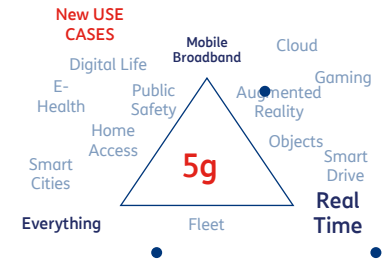 New USE
CASES
Mobile
Broadband
Cloud
Digital Life
Gaming
E-
Health
Public
Safety
Augmented
Reality
Home
Access
Objects
5g
Smart
Cities
Smart
Drive
Everything
Fleet
Real
Time